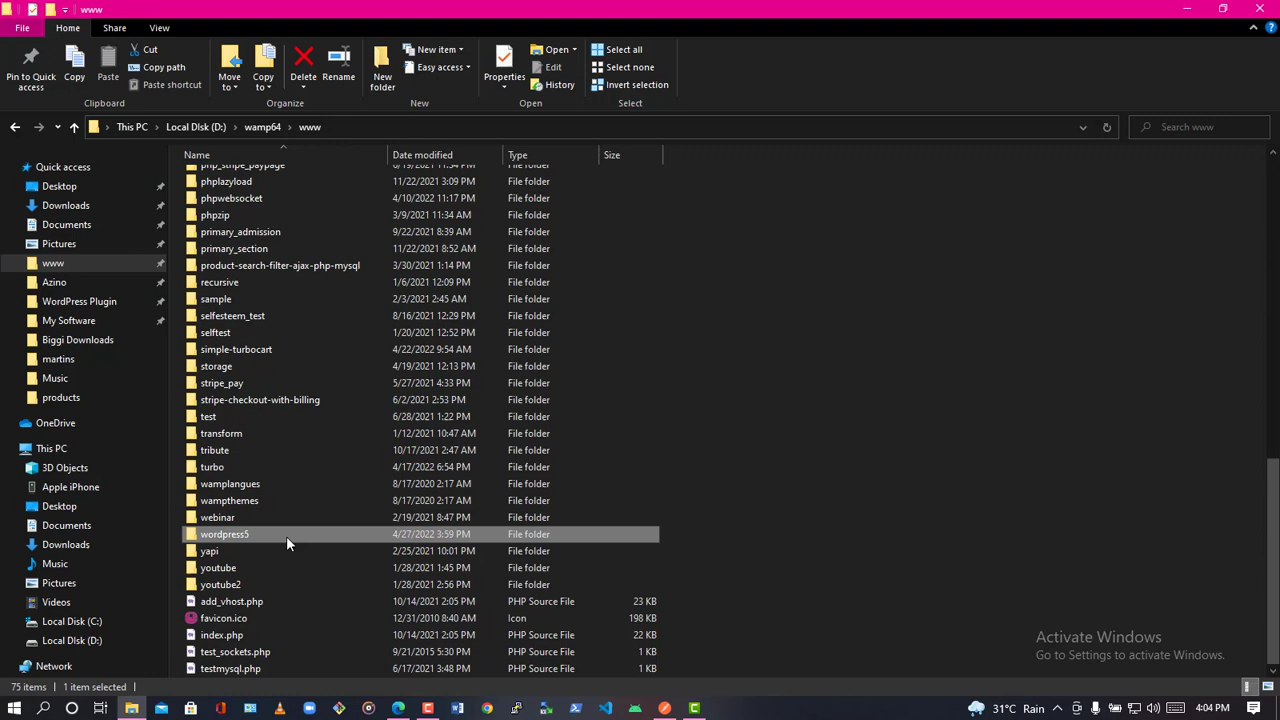 www
File Home Share View
Pin to Quick access
Copy
Paste
Cut
Copy path
Paste shortcut
Clipboard
Move to
Copy to
Delete
Rename
Organize
New folder
New item
Easy access
New
Properties
Open
Edit
History
Open
Select all
Select none
Invert selection
Select
This PC › Local Disk (D:) › wamp64 › www
Search www
Name Date modified Type Size
Quick access
Desktop
Downloads
Documents
Pictures
www
Azino
WordPress Plugin
My Software
Biggi Downloads
martins
Music
products
OneDrive
This PC
3D Objects
Apple iPhone
Desktop
Documents
Downloads
Music
Pictures
Videos
Local Disk (C:)
Local Disk (D:)
Network
php_stripe_paypage 6/19/2021 11:34 PM File folder
phplazyload 11/22/2021 3:09 PM File folder
phpwebsocket 4/10/2022 11:17 PM File folder
phpzip 3/9/2021 11:34 AM File folder
primary_admission 9/22/2021 8:39 AM File folder
primary_section 11/22/2021 8:52 AM File folder
product-search-filter-ajax-php-mysql 3/30/2021 1:14 PM File folder
recursive 1/6/2021 12:09 PM File folder
sample 2/3/2021 2:45 AM File folder
selfesteem_test 8/16/2021 12:29 PM File folder
selftest 1/20/2021 12:52 PM File folder
simple-turbocart 4/22/2022 9:54 AM File folder
storage 4/19/2021 12:13 PM File folder
stripe_pay 5/27/2021 4:33 PM File folder
stripe-checkout-with-billing 6/2/2021 2:53 PM File folder
test 6/28/2021 1:22 PM File folder
transform 1/12/2021 10:47 AM File folder
tribute 10/17/2021 2:47 AM File folder
turbo 4/17/2022 6:54 PM File folder
wamplangues 8/17/2020 2:17 AM File folder
wampthemes 8/17/2020 2:17 AM File folder
webinar 2/19/2021 8:47 PM File folder
wordpress5 4/27/2022 3:59 PM File folder
yapi 2/25/2021 10:01 PM File folder
youtube 1/28/2021 1:45 PM File folder
youtube2 1/28/2021 2:56 PM File folder
add_vhost.php 10/14/2021 2:05 PM PHP Source File 23 KB
favicon.ico 12/31/2010 8:40 AM Icon 198 KB
index.php 10/14/2021 2:05 PM PHP Source File 22 KB
test_sockets.php 9/21/2015 5:30 PM PHP Source File 1 KB
testmysql.php 6/17/2021 3:48 PM PHP Source File 1 KB
Activate Windows
Go to Settings to activate Windows.
75 items 1 item selected
31°C Rain
4:04 PM